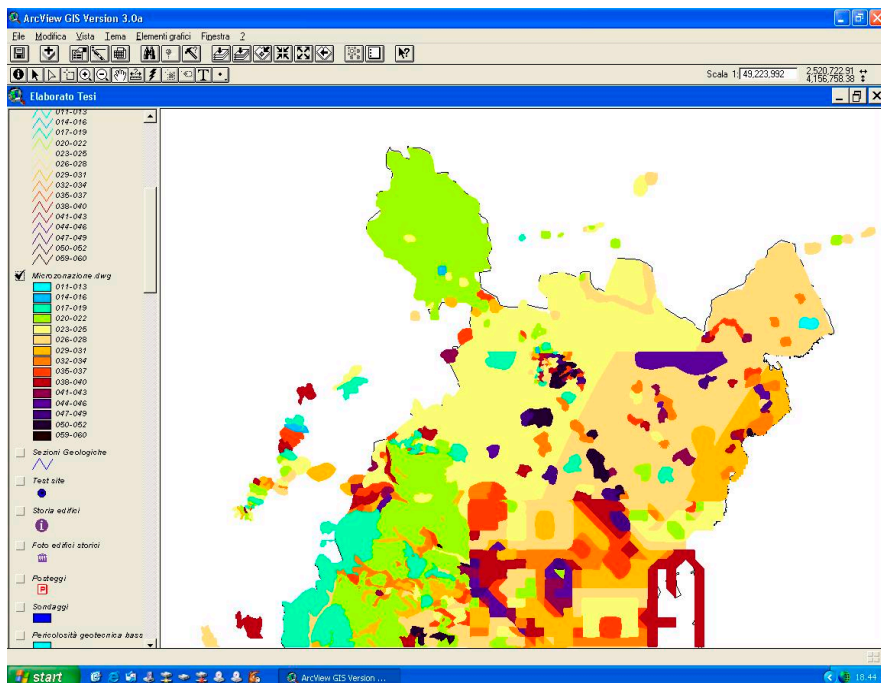 ArcView GIS Version 3.0a
File Modifica Vista Tema Elementi grafici Finestra ?
Scala 1: 49,223,992 2,520,722.91 4,156,758.38
Elaborato Tesi
011-013
014-016
017-019
020-022
023-025
026-028
029-031
032-034
035-037
038-040
041-043
044-046
047-049
050-052
059-060
Microzonazione.dwg
011-013
014-016
017-019
020-022
023-025
026-028
029-031
032-034
035-037
038-040
041-043
044-046
047-049
050-052
059-060
Sezioni Geologiche
Test site
Storia edifici
Foto edifici storici
Posteggi
P
Sondaggi
Pericolosità geotecnica bassa
start ArcView GIS Version ... 18.44